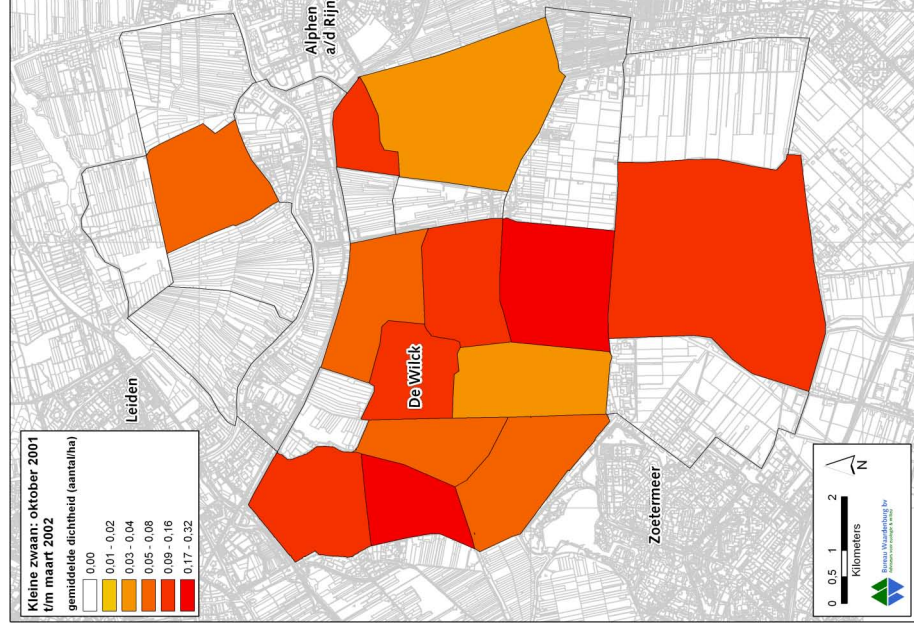 Kleine zwaan: oktober 2001
t/m maart 2002
gemiddelde dichtheid (aantal/ha)
0,00
0,01 - 0,02
0,03 - 0,04
0,05 - 0,08
0,09 - 0,16
0,17 - 0,32
Leiden
Alphen
a/d Rijn
De Wilck
Zoetermeer
0 0.5 1 2
Kilometers
N
Bureau Waardenburg bv